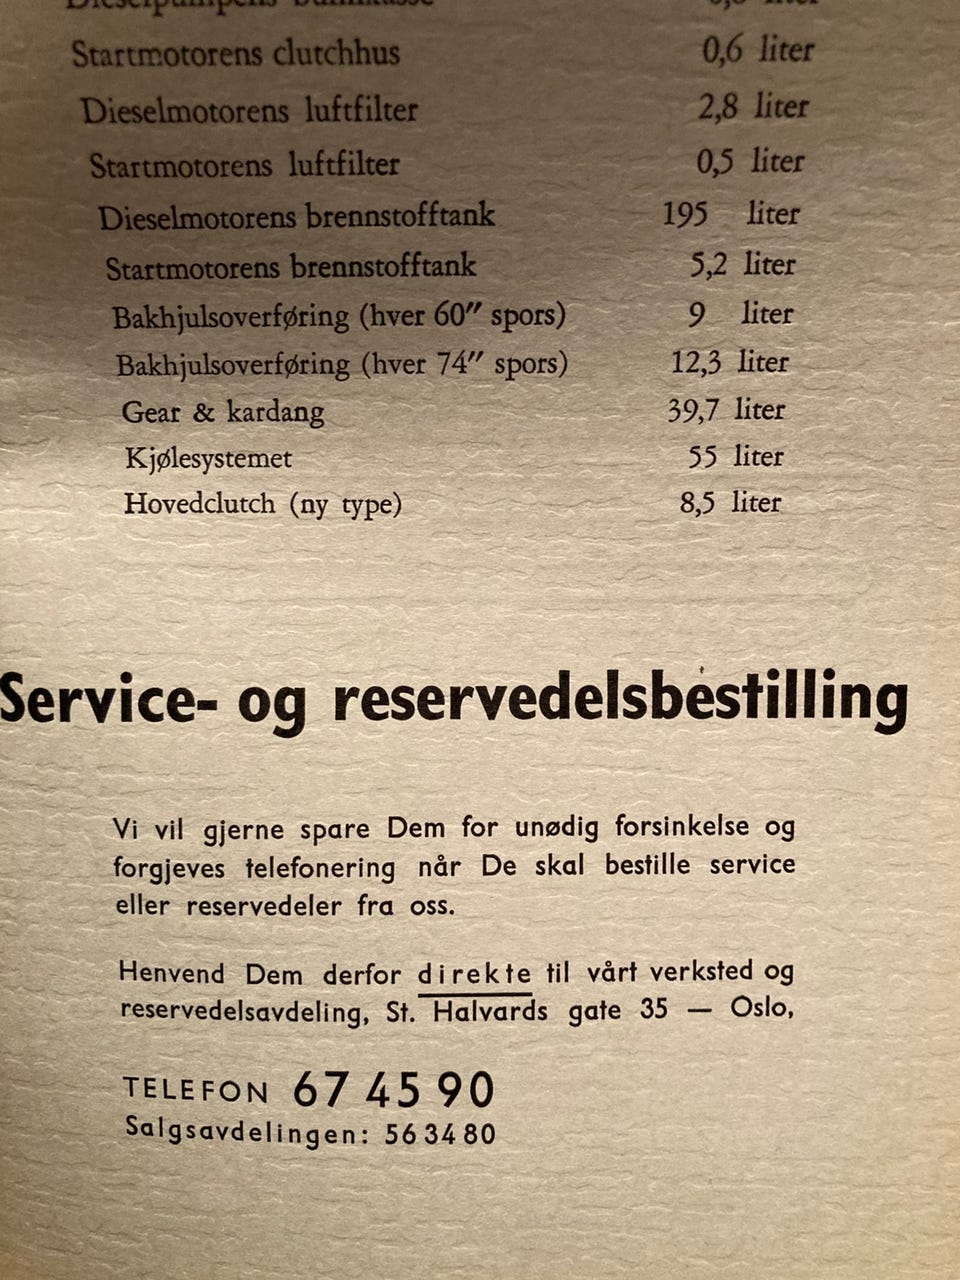 Dieselpumpens
Startmotorens clutchhus 0,6 liter
Dieselmotorens luftfilter 2,8 liter
Startmotorens luftfilter 0,5 liter
Dieselmotorens brennstofftank 195 liter
Startmotorens brennstofftank 5,2 liter
Bakhjulsoverføring (hver 60″ spors) 9 liter
Bakhjulsoverføring (hver 74″ spors) 12,3 liter
Gear & kardang 39,7 liter
Kjølesystemet 55 liter
Hovedclutch (ny type) 8,5 liter
Service- og reservedelsbestilling
Vi vil gjerne spare Dem for unødig forsinkelse og
forgjeves telefonering når De skal bestille service
eller reservedeler fra oss.
Henvend Dem derfor direkte til vårt verksted og
reservedelsavdeling, St. Halvards gate 35 — Oslo,
TELEFON 67 45 90
Salgsavdelingen: 56 34 80